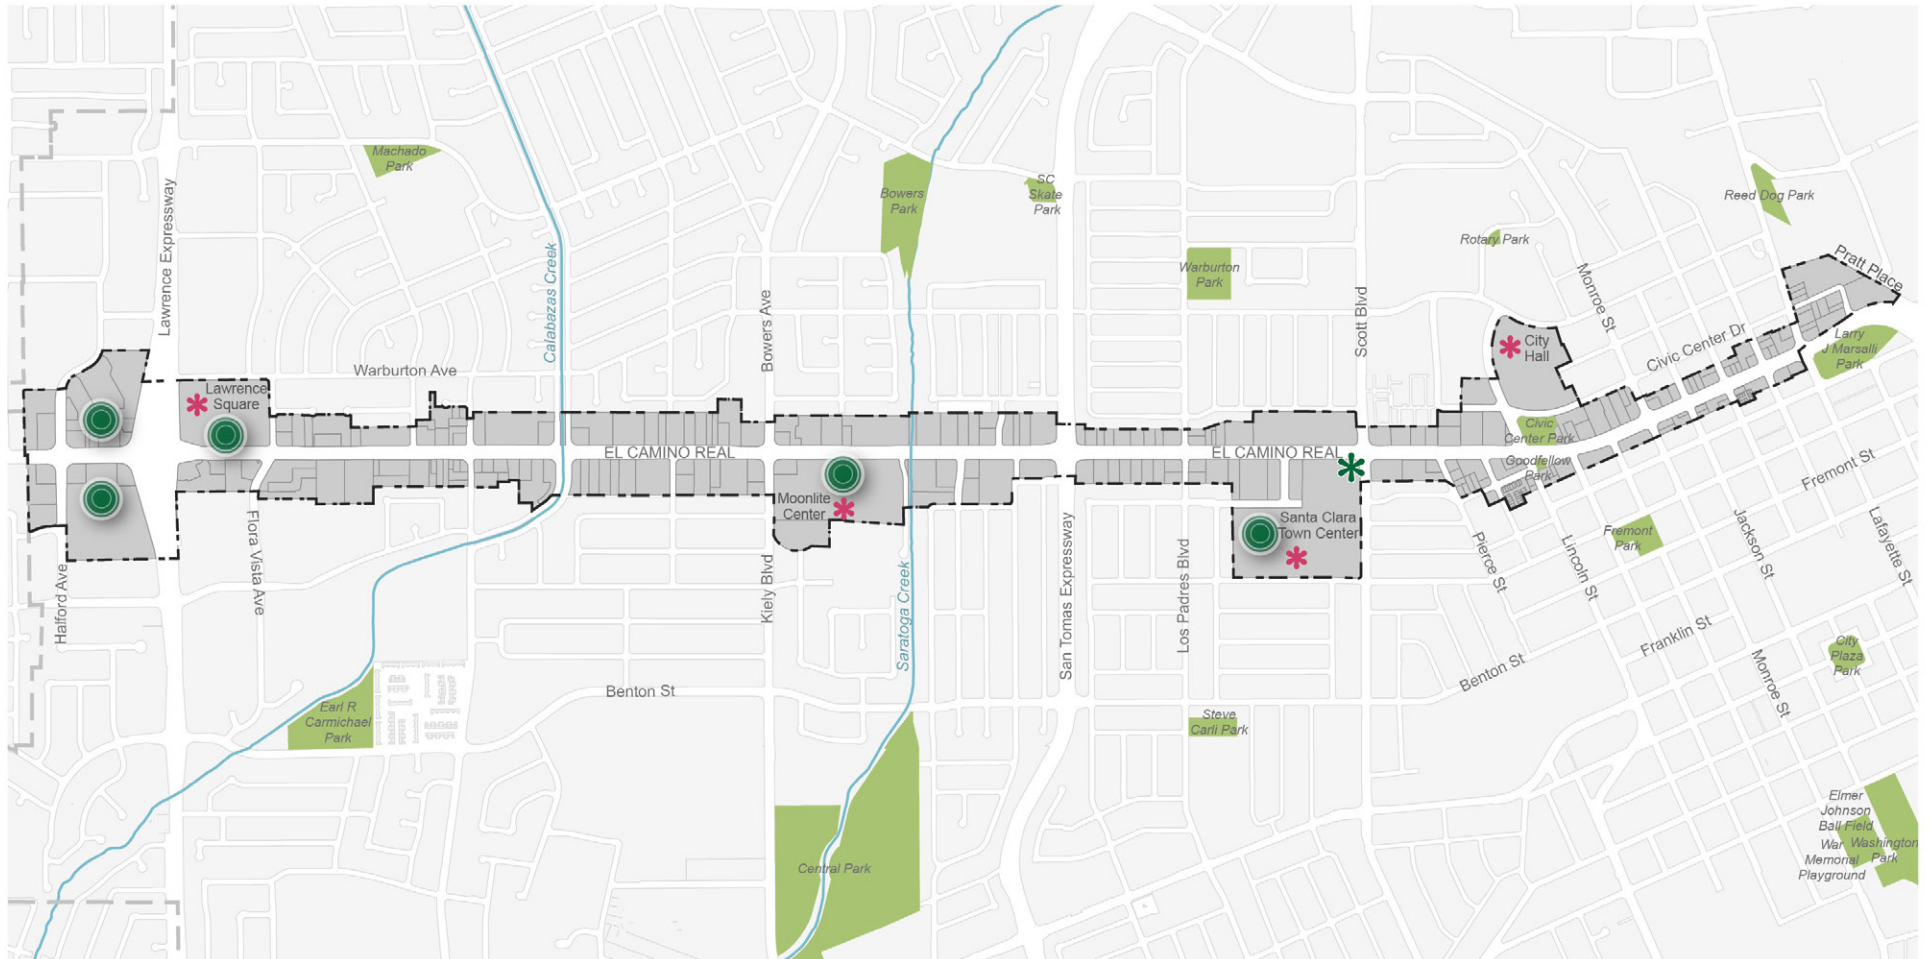 Machado
Park
Bowers
Park
SC
Skate
Park
Reed Dog Park
Rotary Park
Warburton
Park
Pratt Place
Lawrence Expressway
Calabazas Creek
Bowers Ave
Scott Blvd
Monroe St
City
Hall
Civic Center Dr
Larry
J Marsalli
Park
Warburton Ave
Lawrence
Square
Civic
Center Park
EL CAMINO REAL
EL CAMINO REAL
Goodfellow
Park
Fremont St
Moonlite
Center
Santa Clara
Town Center
Flora Vista Ave
Halford Ave
Kiely Blvd
Saratoga Creek
San Tomas Expressway
Los Padres Blvd
Pierce St
Lincoln St
Fremont
Park
Jackson St
Lafayette St
Franklin St
City
Plaza
Park
Benton St
Benton St
Monroe St
Earl R
Carmichael
Park
Steve
Carli Park
Central Park
Elmer
Johnson
Ball Field
War
Memorial
Playground
Washington
Park